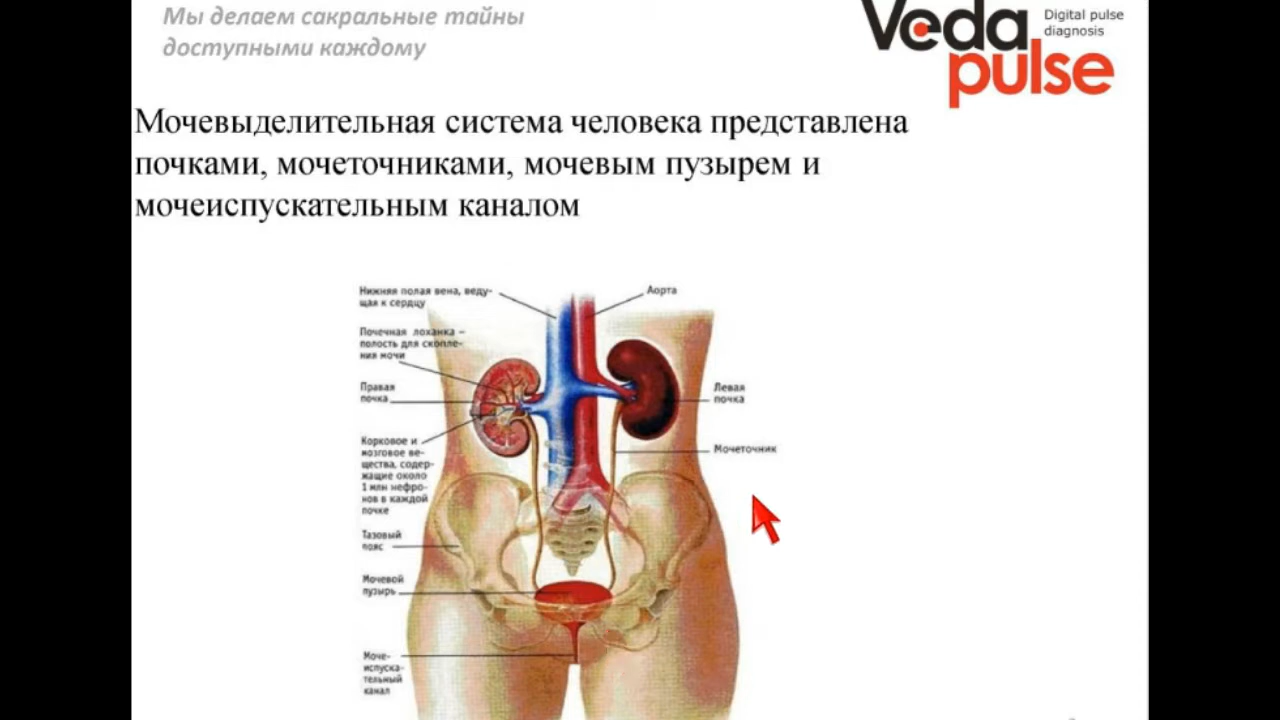 Мы делаем сакральные тайны
доступными каждому
Veda
pulse
Digital pulse
diagnosis
Мочевыделительная система человека представлена
почками, мочеточниками, мочевым пузырем и
мочеиспускательным каналом
Нижняя полая вена, веду-
щая к сердцу
Аорта
Почечная лоханка –
полость для скопле-
ния мочи
Правая
почка
Левая
почка
Корковое и
мозговое ве-
щества, содер-
жащие около
1 млн нефро-
нов в каждой
почке
Мочеточник
Тазовый
пояс
Мочевой
пузырь
Моче-
испуска-
тельный
канал